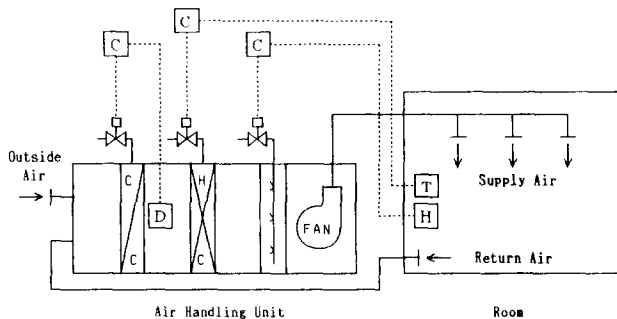 C
C
C
Outside
Air
C
H
D
C
C
FAN
T
H
Supply Air
Return Air
Air Handling Unit
Room